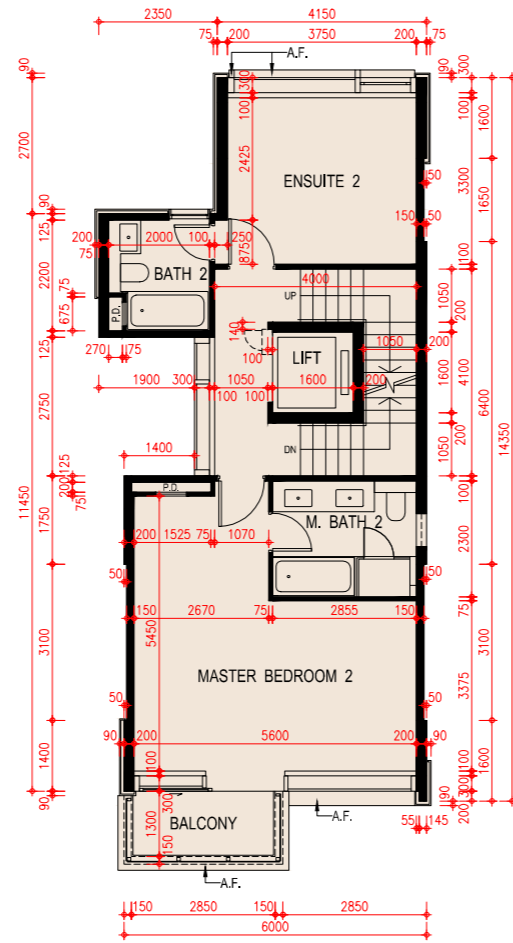 2350 4150
75 200 3750 200 75
A.F.
90 300 90 300
2700 100 2425 100 1600
ENSUITE 2
3300 1650 50
150 50
90 125 200 2000 100 250
75 875 100
BATH 2
4000
2200 75 675 P.D.
UP
1050 200
140 100
LIFT
1050 200
270 75
125 1600 4100 6400 14350
1900 300 1050 1600 200
100 100
2750
1400
DN
1050 200
11450 125 200 75
P.D.
100
M. BATH 2
1750 200 1525 75 1070 2300
50 50
150 2670 75 2855 150
75
5450
3100 3100
MASTER BEDROOM 2
3375
50 50
90 200 5600 200 90
1400 100 100 1600
90 300 300 90 200
1300
BALCONY
A.F.
55 145
150
A.F.
150 2850 150 2850
6000